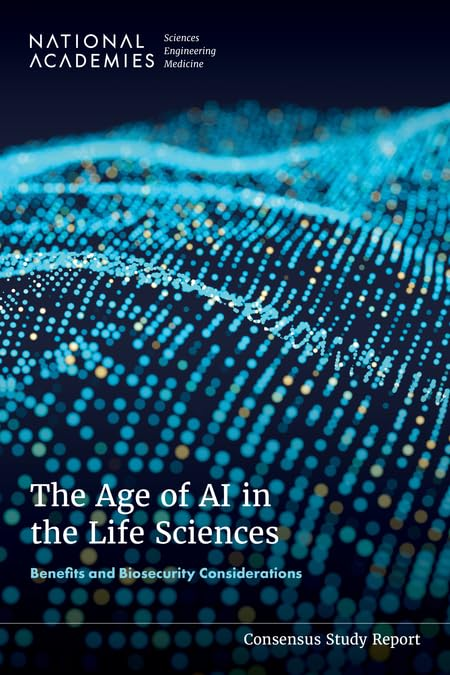 NATIONAL
ACADEMIES
Sciences
Engineering
Medicine
The Age of AI in
the Life Sciences
Benefits and Biosecurity Considerations
Consensus Study Report